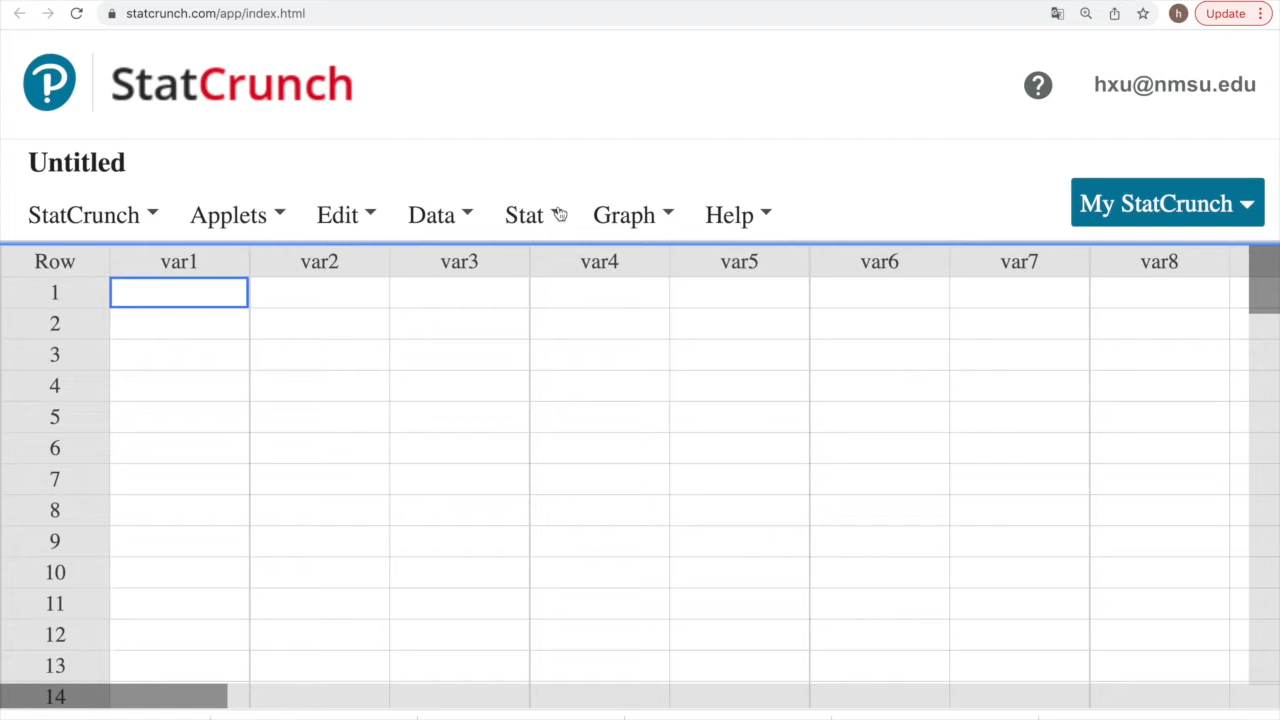 statcrunch.com/app/index.html
h
Update
P
StatCrunch
?
hxu@nmsu.edu
Untitled
StatCrunch Applets Edit Data Stat Graph Help
My StatCrunch
Row var1 var2 var3 var4 var5 var6 var7 var8
1
2
3
4
5
6
7
8
9
10
11
12
13
14